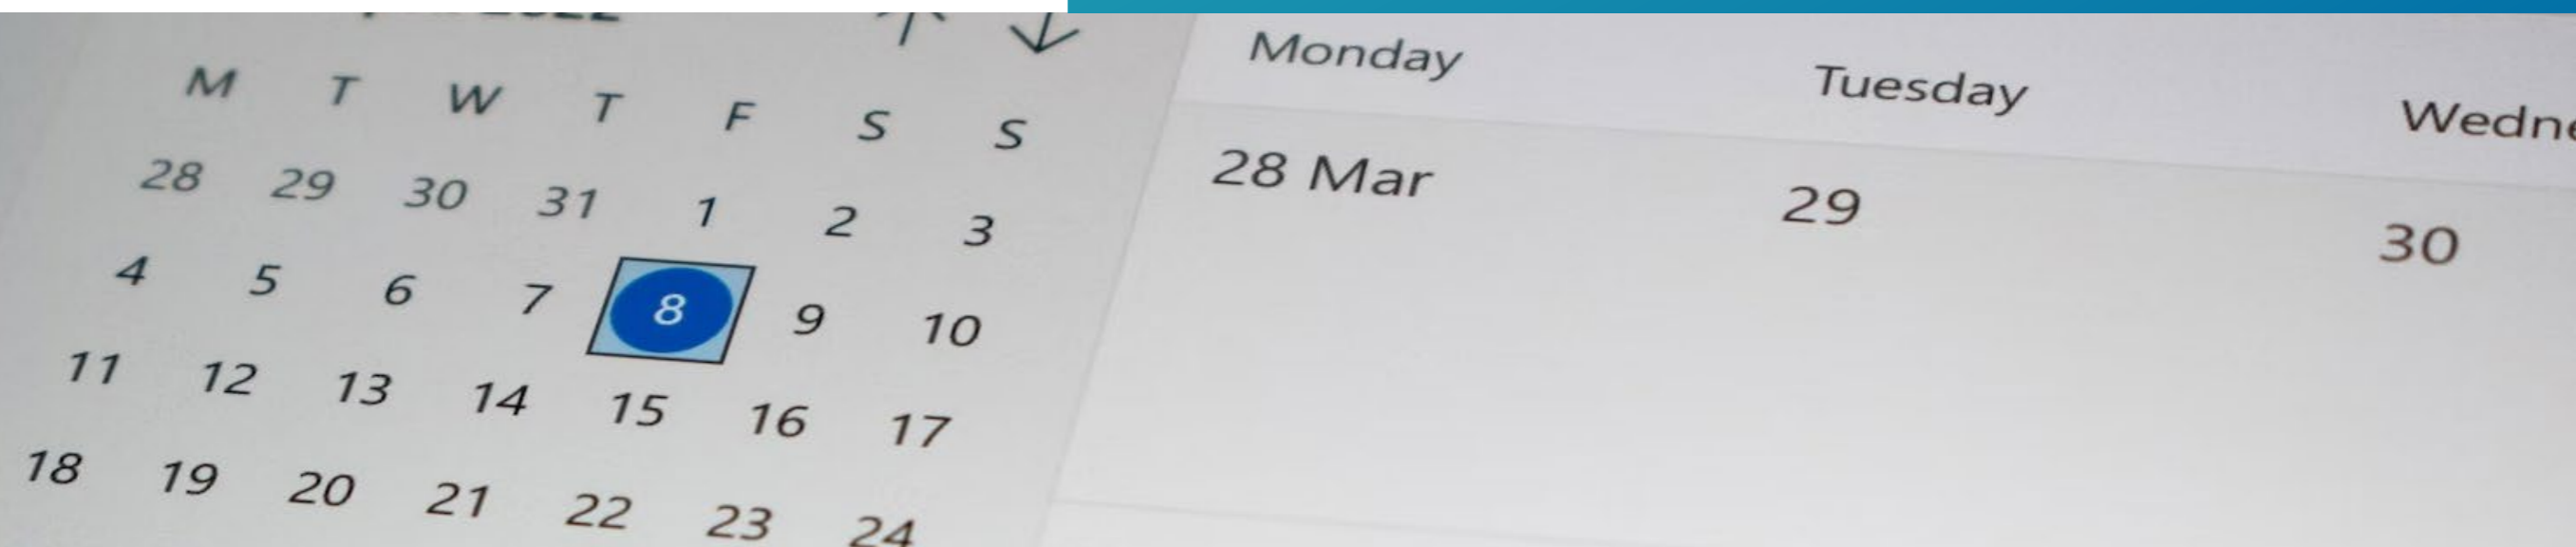 M T W T F S S
28 29 30 31 1 2 3
4 5 6 7 8 9 10
11 12 13 14 15 16 17
18 19 20 21 22 23 24
Monday Tuesday
28 Mar 29 30